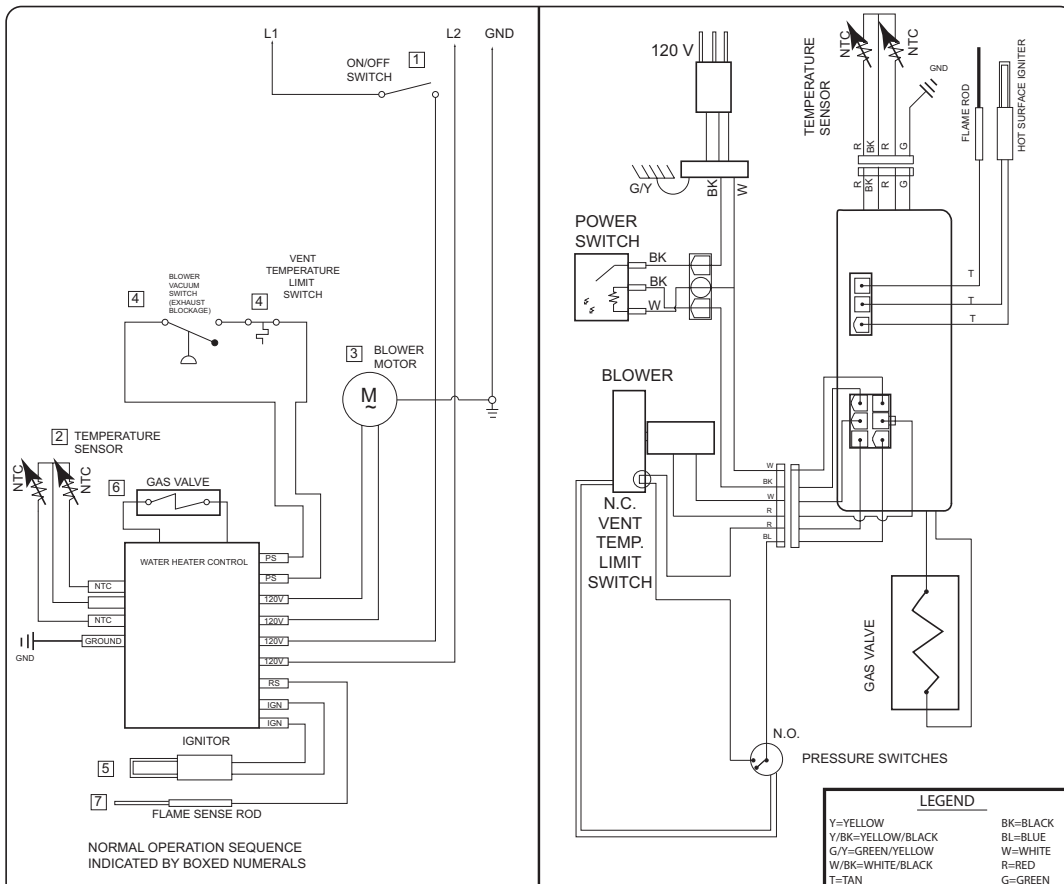 L1
L2
GND
ON/OFF
SWITCH
1
VENT
TEMPERATURE
LIMIT
SWITCH
BLOWER
VACUUM
SWITCH
(EXHAUST
BLOCKAGE)
4
4
3
BLOWER
MOTOR
M
~
2
TEMPERATURE
SENSOR
NTC
NTC
6
GAS VALVE
WATER HEATER CONTROL
PS
PS
120V
120V
120V
120V
RS
IGN
IGN
NTC
NTC
GROUND
GND
IGNITOR
5
7
FLAME SENSE ROD
NORMAL OPERATION SEQUENCE
INDICATED BY BOXED NUMERALS
120 V
G/Y
BK
W
POWER
SWITCH
BK
BK
W
TEMPERATURE
SENSOR
NTC
NTC
GND
R
BK
R
G
R
BK
R
G
FLAME ROD
HOT SURFACE IGNITER
T
T
T
BLOWER
N.C.
VENT
TEMP.
LIMIT
SWITCH
W
BK
W
R
R
BL
GAS VALVE
N.O.
PRESSURE SWITCHES
LEGEND
Y=YELLOW
Y/BK=YELLOW/BLACK
G/Y=GREEN/YELLOW
W/BK=WHITE/BLACK
T=TAN
BK=BLACK
BL=BLUE
W=WHITE
R=RED
G=GREEN